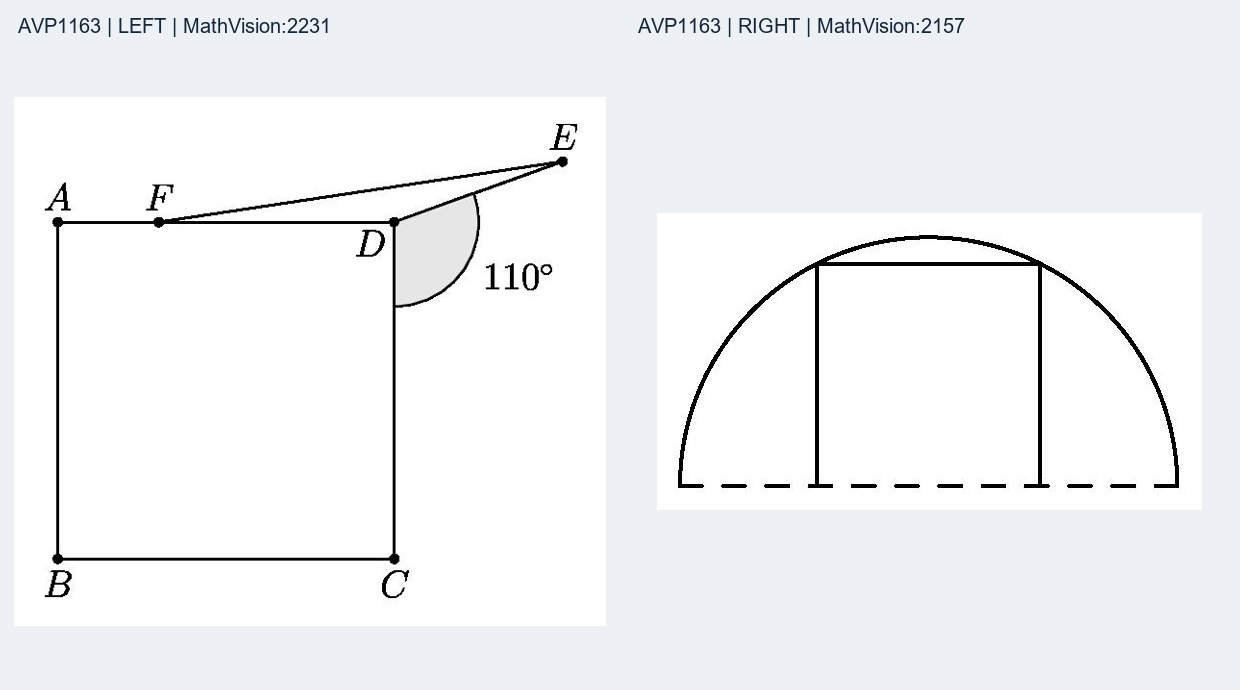 AVP1163 | LEFT | MathVision:2231
AVP1163 | RIGHT | MathVision:2157
E
A F
D
110°
B C